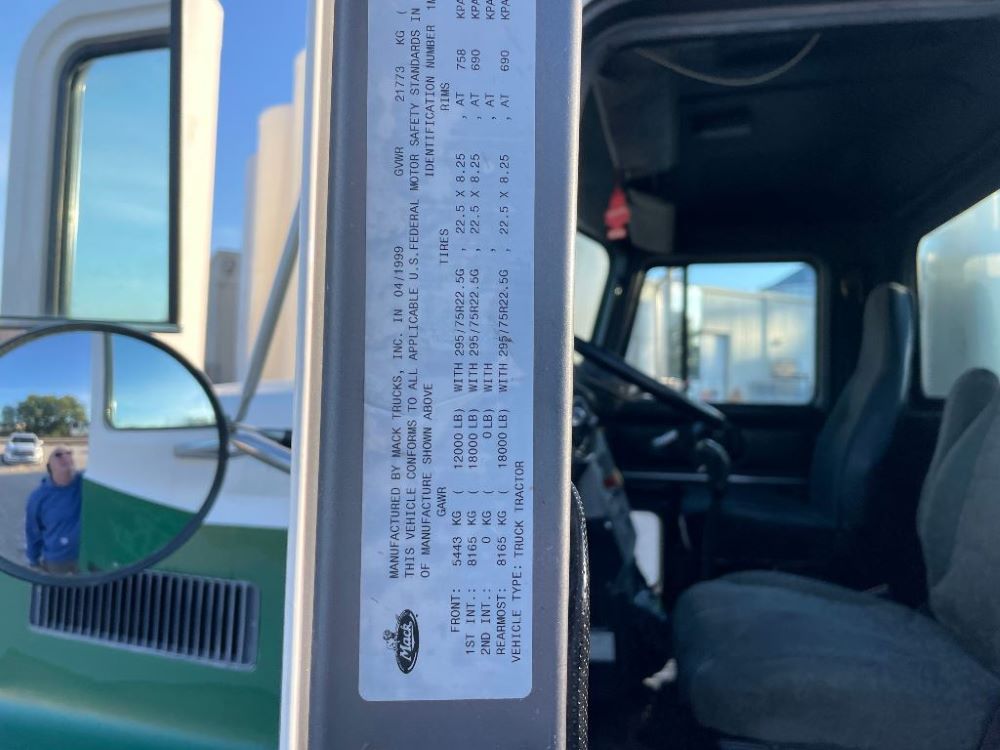 Mack
MANUFACTURED BY MACK TRUCKS, INC. IN 04/1999 GVWR 21773 KG (
THIS VEHICLE CONFORMS TO ALL APPLICABLE U.S.FEDERAL MOTOR SAFETY STANDARDS IN
OF MANUFACTURE SHOWN ABOVE IDENTIFICATION NUMBER
GAWR TIRES RIMS
FRONT: 5443 KG ( 12000 LB) WITH 295/75R22.5G , 22.5 X 8.25 , AT 758 KPA
1ST INT.: 8165 KG ( 18000 LB) WITH 295/75R22.5G , 22.5 X 8.25 , AT 690 KPA
2ND INT.: 0 KG ( 0 LB) WITH , , AT KPA
REARMOST: 8165 KG ( 18000 LB) WITH 295/75R22.5G , 22.5 X 8.25 , AT 690 KPA
VEHICLE TYPE: TRUCK TRACTOR